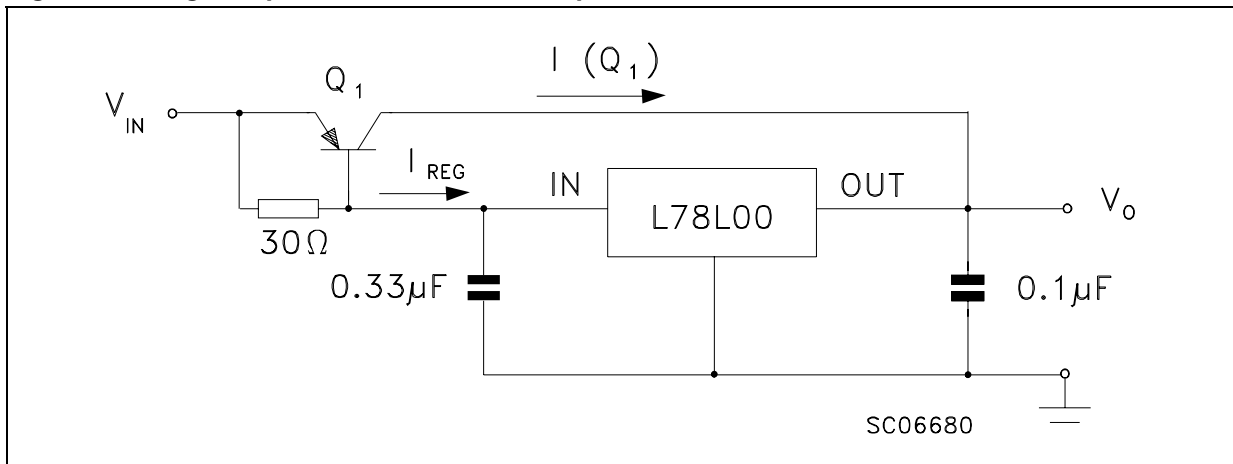 I (Q1)
Q1
VIN
IREG
IN
OUT
L78L00
VO
30Ω
0.33μF
0.1μF
SC06680